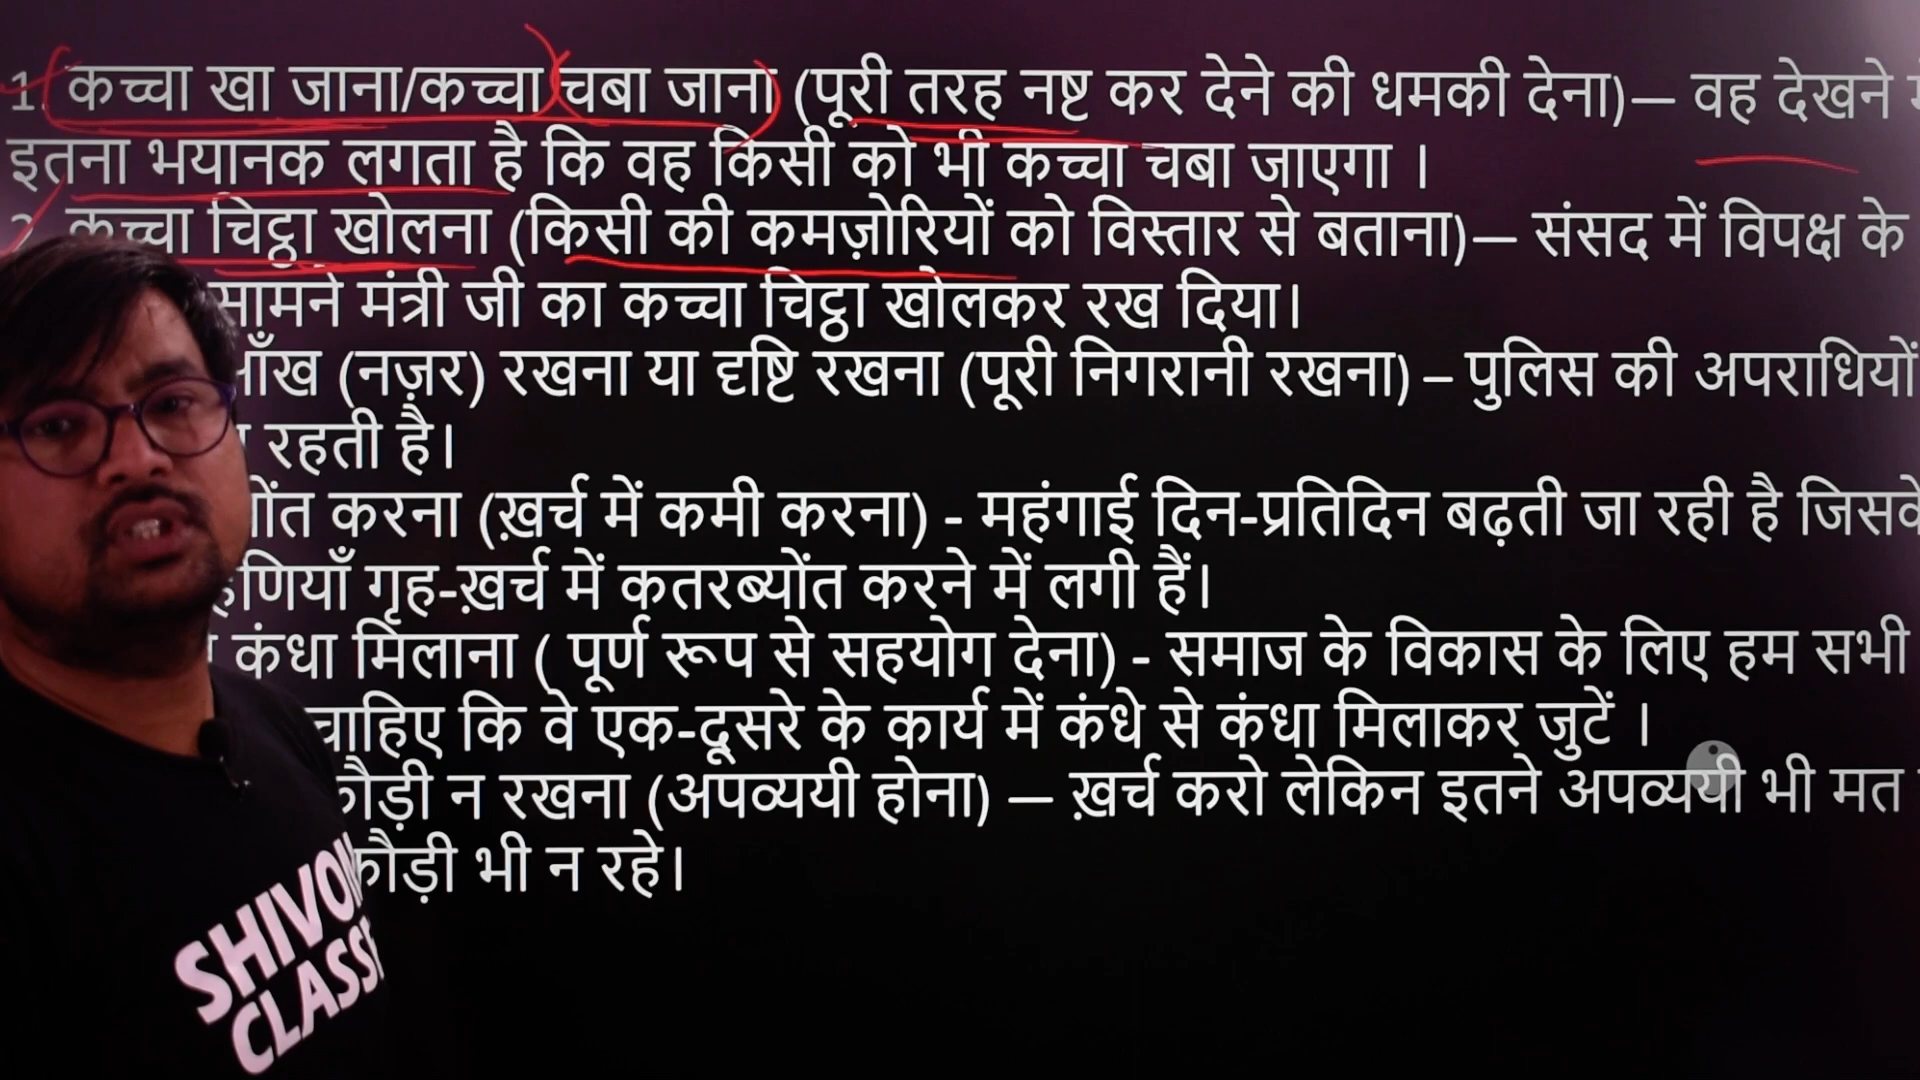 1. कच्चा खा जाना/कच्चा चबा जाना (पूरी तरह नष्ट कर देने की धमकी देना)— वह देखने
इतना भयानक लगता है कि वह किसी को भी कच्चा चबा जाएगा ।
2. कच्चा चिट्ठा खोलना (किसी की कमज़ोरियों को विस्तार से बताना)— संसद में विपक्ष के
सामने मंत्री जी का कच्चा चिट्ठा खोलकर रख दिया।
(नज़र) रखना या दृष्टि रखना (पूरी निगरानी रखना) – पुलिस की अपराधियों
रहती है।
करना (ख़र्च में कमी करना) - महंगाई दिन-प्रतिदिन बढ़ती जा रही है
गृह-ख़र्च में कतरब्योंत करने में लगी हैं।
कंधा मिलाना ( पूर्ण रूप से सहयोग देना) - समाज के विकास के लिए हम सभी
चाहिए कि वे एक-दूसरे के कार्य में कंधे से कंधा मिलाकर जुटें ।
कौड़ी न रखना (अपव्ययी होना) — ख़र्च करो लेकिन इतने अपव्ययी भी मत
कौड़ी भी न रहे।
SHIVOM
CLASSES